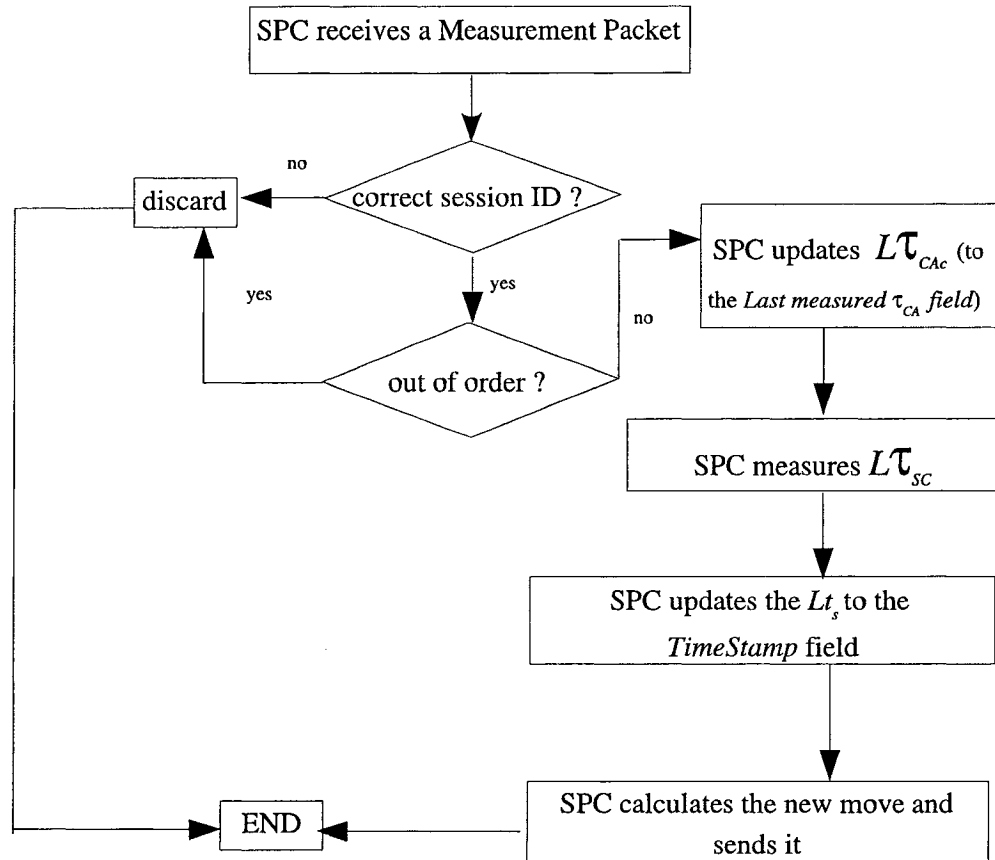 SPC receives a Measurement Packet
no
correct session ID ?
discard
SPC updates Lτ_CAc (to
the Last measured τ_CA field)
yes
yes
no
out of order ?
SPC measures Lτ_SC
SPC updates the Lt_s to the
TimeStamp field
SPC calculates the new move and
sends it
END